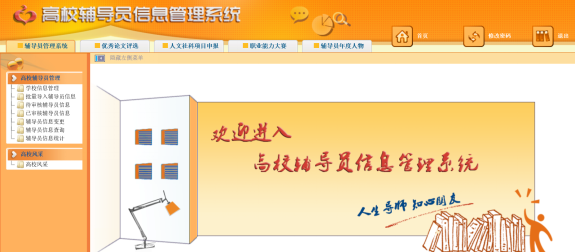 高校辅导员信息管理系统
首页 修改密码 退出
辅导员管理系统 优秀论文评选 人文社科项目申报 职业能力大赛 辅导员年度人物
隐藏左侧菜单
高校辅导员管理
学校信息管理
批量导入辅导员信息
待审核辅导员信息
已审核辅导员信息
辅导员信息变更
辅导员信息查询
辅导员信息统计
高校风采
高校风采
欢迎进入
高校辅导员信息管理系统
人生导师 知心朋友